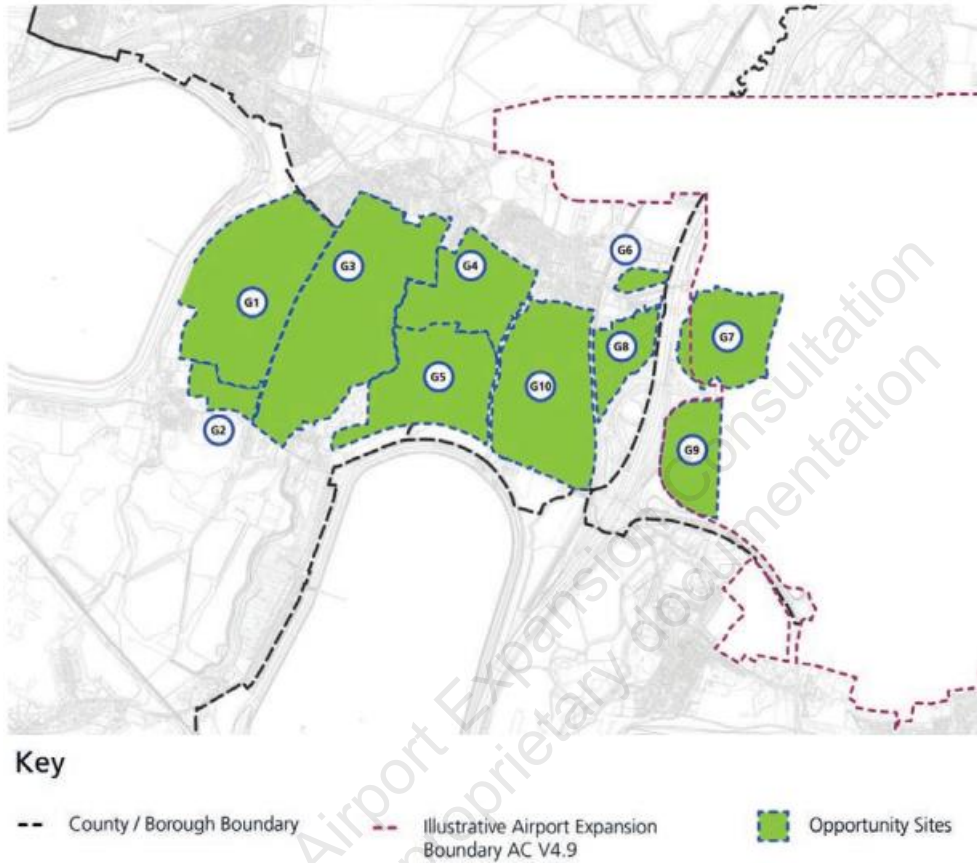 G6
G3
G4
G1
G7
G8
G5
G10
G2
G9
Airport Expansion Consultation
proprietary documentation
Key
County / Borough Boundary
Illustrative Airport Expansion
Boundary AC V4.9
Opportunity Sites